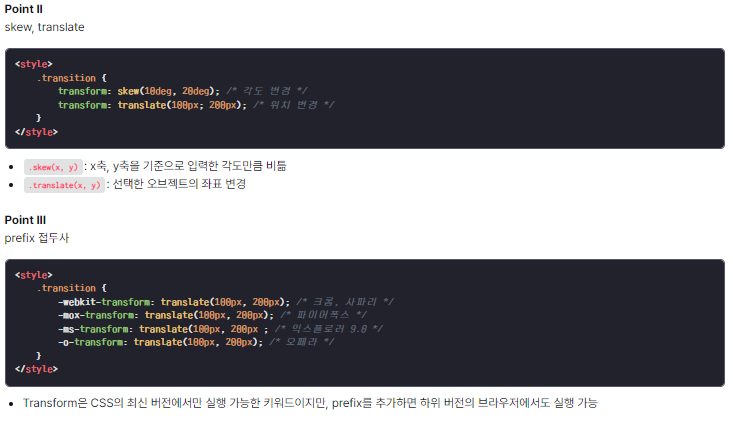 Point II
skew, translate
<style>
.transition {
transform: skew(10deg, 20deg); /* 각도 변경 */
transform: translate(100px; 200px); /* 위치 변경 */
}
</style>
.skew(x, y) : x축, y축을 기준으로 입력한 각도만큼 비틂
.translate(x, y) : 선택한 오브젝트의 좌표 변경
Point III
prefix 접두사
<style>
.transition {
-webkit-transform: translate(100px, 200px); /* 크롬, 사파리 */
-mox-transform: translate(100px, 200px); /* 파이어폭스 */
-ms-transform: translate(100px, 200px ; /* 익스플로러 9.0 */
-o-transform: translate(100px, 200px); /* 오페라 */
}
</style>
Transform은 CSS의 최신 버전에서만 실행 가능한 키워드이지만, prefix를 추가하면 하위 버전의 브라우저에서도 실행 가능